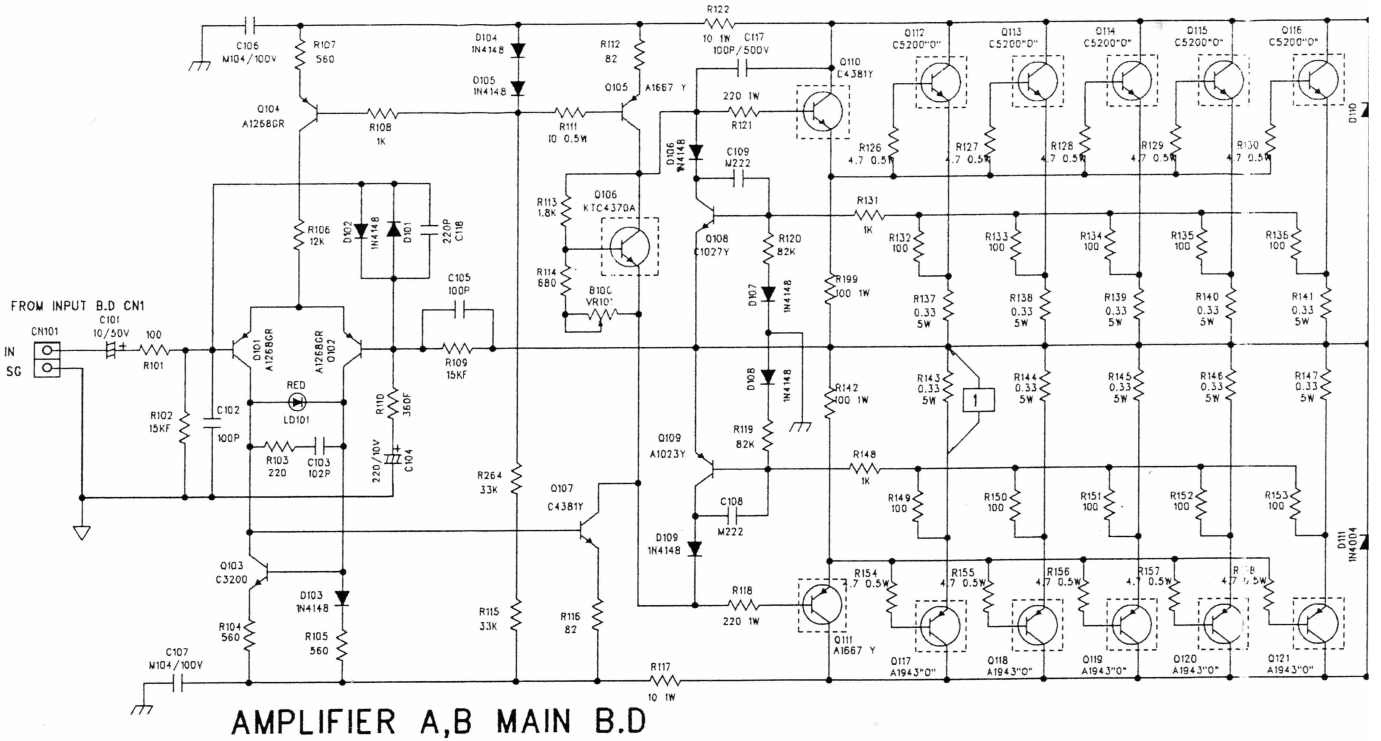 R122
10 1W
C106
M104/100V
R107
560
D104
1N4148
R112
82
C117
100P/500V
Q110
C4381Y
Q112
C5200"O"
Q113
C5200"O"
Q114
C5200"O"
Q115
C5200"O"
Q116
C5200"O"
D105
1N4148
Q105
A1667 Y
Q104
A1268GR
R108
1K
R111
10 0.5W
220 1W
R121
D110
D106
1N4148
C109
M222
R126
4.7 0.5W
R127
4.7 0.5W
R128
4.7 0.5W
R129
4.7 0.5W
R130
4.7 0.5W
R106
12K
D102
1N4148
D101
220P
C118
R113
1.8K
Q106
KTC4370A
Q108
C1027Y
R131
1K
R120
82K
R132
100
R133
100
R134
100
R135
100
R136
100
R114
680
B100
VR101
D107
1N4148
R199
100 1W
C105
100P
FROM INPUT B.D CN1
C101
10/50V
CN101
IN
SG
+
100
R101
Q101
A1268GR
A1268GR
Q102
R109
15KF
R137
0.33
5W
R138
0.33
5W
R139
0.33
5W
R140
0.33
5W
R141
0.33
5W
RED
LD101
R110
360F
D108
1N4148
R142
100 1W
R143
0.33
5W
1
R144
0.33
5W
R145
0.33
5W
R146
0.33
5W
R147
0.33
5W
R102
15KF
C102
100P
R103
220
C103
102P
220/10V
+
C104
R119
82K
Q109
A1023Y
R148
1K
R264
33K
Q107
C4381Y
C108
M222
R149
100
R150
100
R151
100
R152
100
R153
100
D109
1N4148
D111
1N4004
Q103
C3200
D103
1N4148
R104
560
R105
560
R115
33K
R116
82
R118
220 1W
Q111
A1667 Y
R154
4.7 0.5W
R155
4.7 0.5W
R156
4.7 0.5W
R157
4.7 0.5W
4.7 0.5W
Q117
A1943"O"
Q118
A1943"O"
Q119
A1943"O"
Q120
A1943"O"
Q121
A1943"O"
C107
M104/100V
R117
10 1W
AMPLIFIER A,B MAIN B.D